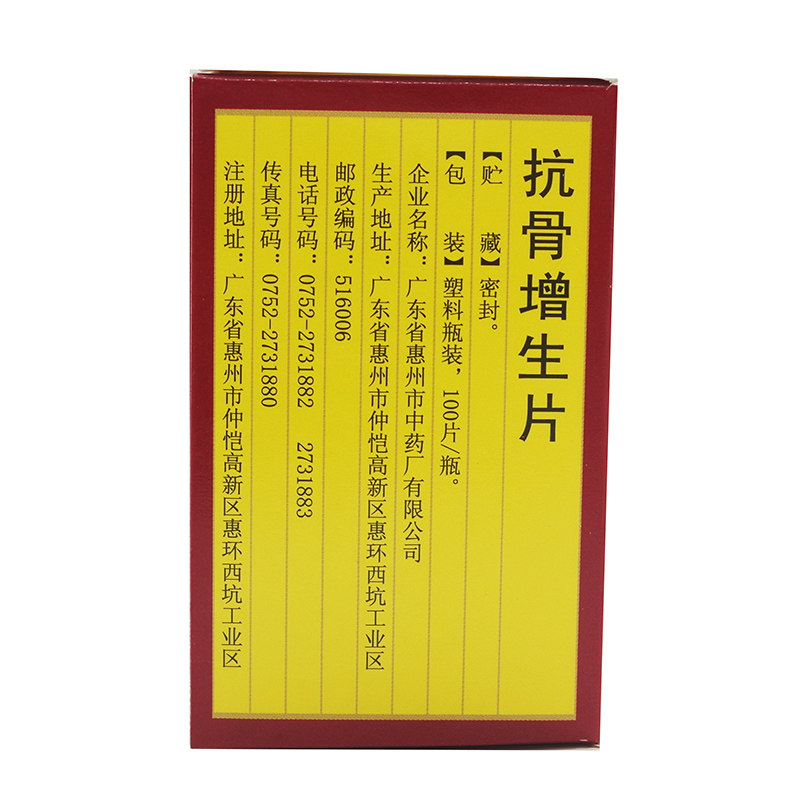 抗骨增生片
【贮 藏】密封。
【包 装】塑料瓶装，100片/瓶。
企业名称：广东省惠州市中药厂有限公司
生产地址：广东省惠州市仲恺高新区惠环西坑工业区
邮政编码：516006
电话号码：0752-2731882 2731883
传真号码：0752-2731880
注册地址：广东省惠州市仲恺高新区惠环西坑工业区